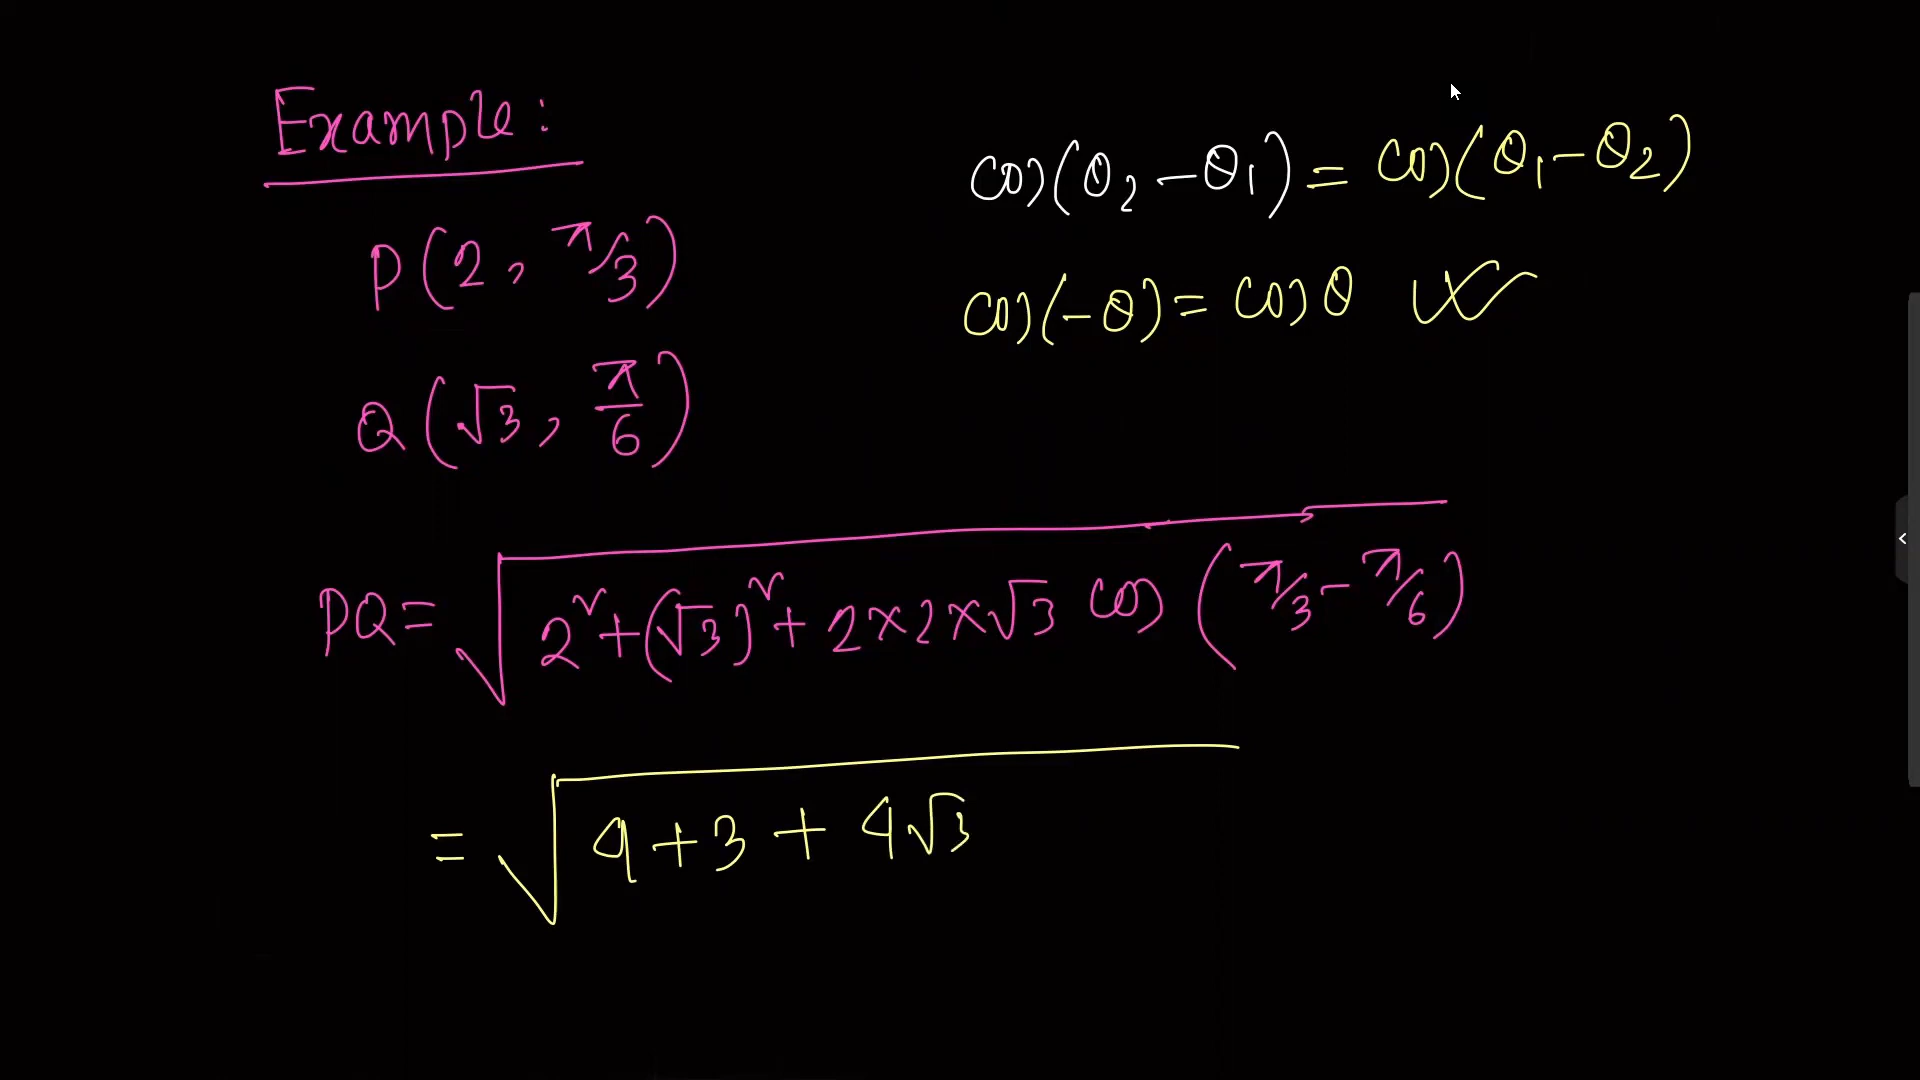 Example:
P(2, π/3)
Q(√3, π/6)
cos(θ₂-θ₁) = cos(θ₁-θ₂)
cos(-θ) = cosθ
PQ = √(2² + (√3)² + 2×2×√3 cos(π/3 - π/6))
= √(4+3+4√3